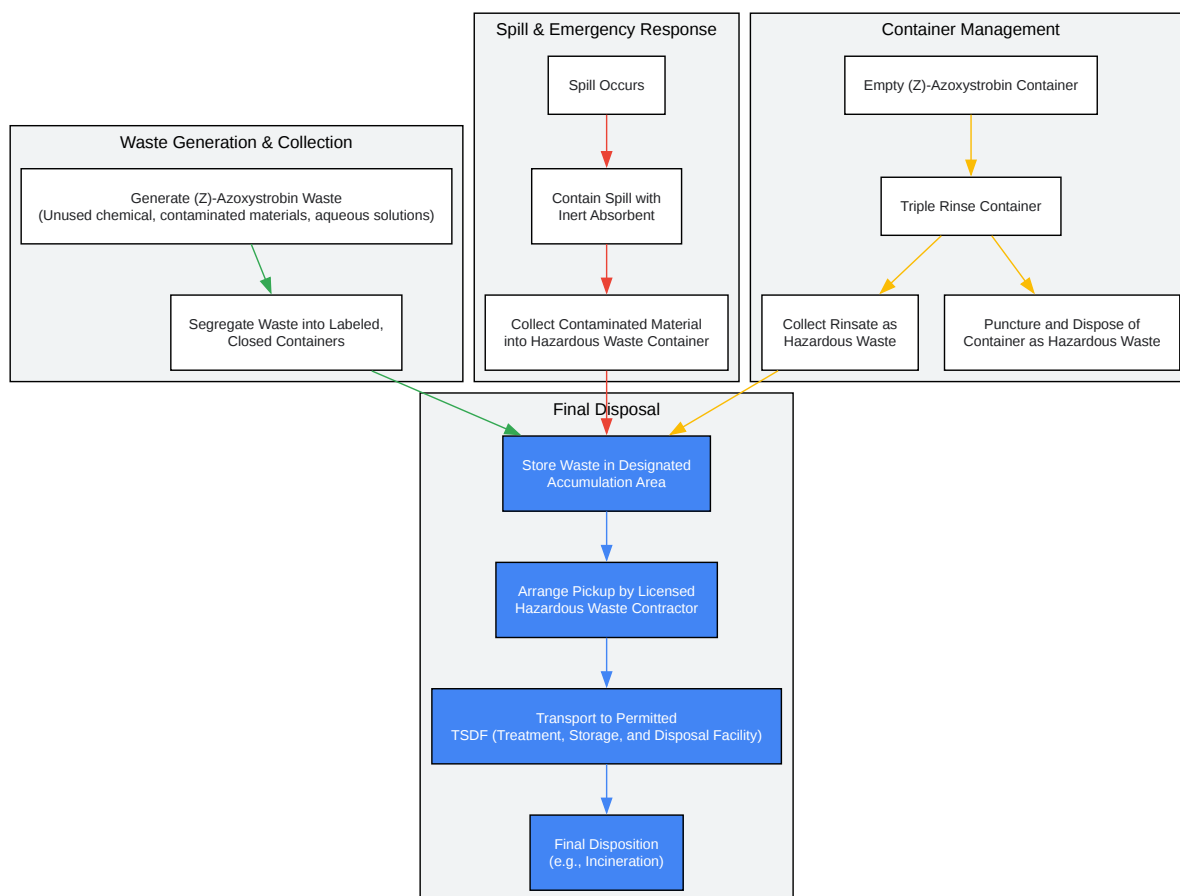 Waste Generation & Collection
Generate (Z)-Azoxystrobin Waste
(Unused chemical, contaminated materials, aqueous solutions)
Segregate Waste into Labeled,
Closed Containers
Spill & Emergency Response
Spill Occurs
Contain Spill with
Inert Absorbent
Collect Contaminated Material
into Hazardous Waste Container
Container Management
Empty (Z)-Azoxystrobin Container
Triple Rinse Container
Collect Rinsate as
Hazardous Waste
Puncture and Dispose of
Container as Hazardous Waste
Final Disposal
Store Waste in Designated
Accumulation Area
Arrange Pickup by Licensed
Hazardous Waste Contractor
Transport to Permitted
TSDF (Treatment, Storage, and Disposal Facility)
Final Disposition
(e.g., Incineration)